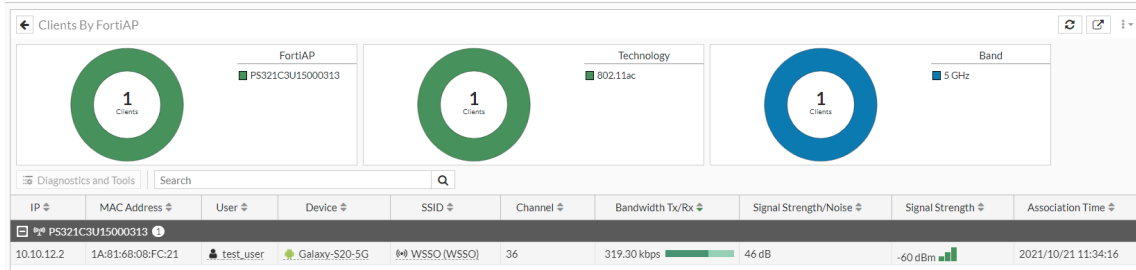 Clients By FortiAP
FortiAP
PS321C3U15000313
1
Clients
Technology
802.11ac
1
Clients
Band
5 GHz
1
Clients
Diagnostics and Tools Search
IP MAC Address User Device SSID Channel Bandwidth Tx/Rx Signal Strength/Noise Signal Strength Association Time
PS321C3U15000313 1
10.10.12.2 1A:81:68:08:FC:21 test_user Galaxy-S20-5G WSSO (WSSO) 36 319.30 kbps 46 dB -60 dBm 2021/10/21 11:34:16